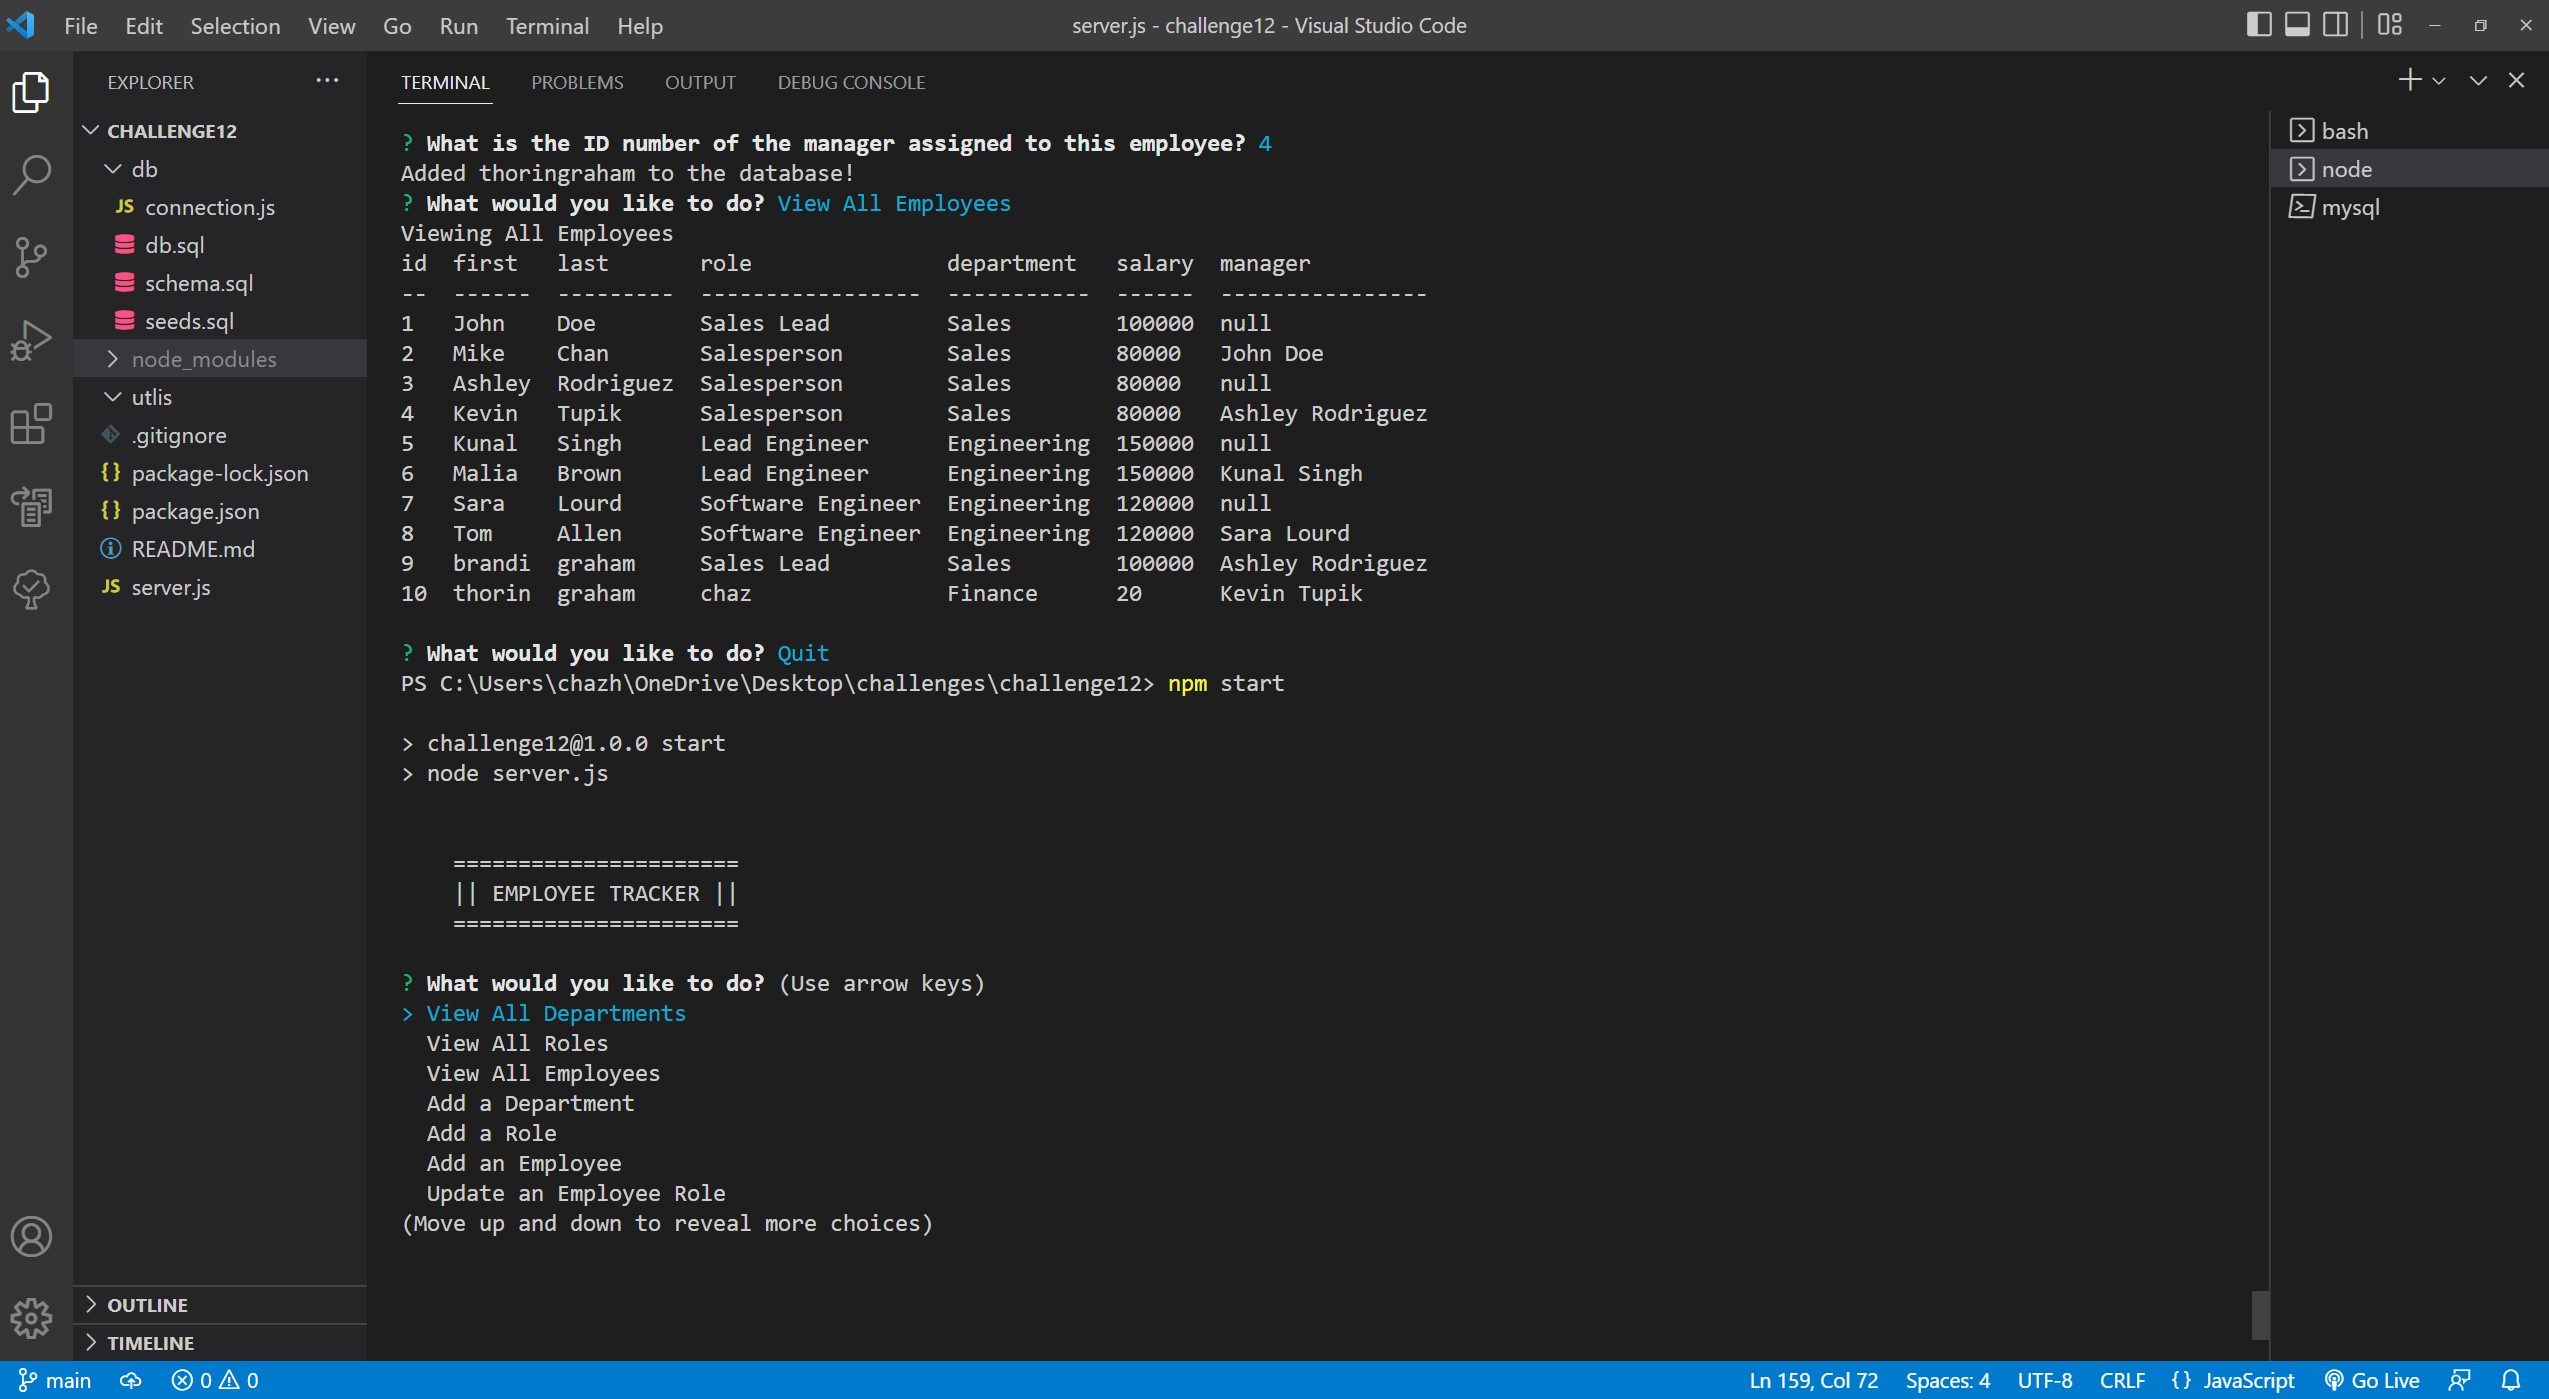 File Edit Selection View Go Run Terminal Help
server.js - challenge12 - Visual Studio Code
EXPLORER
CHALLENGE12
db
JS connection.js
db.sql
schema.sql
seeds.sql
node_modules
utlis
.gitignore
{} package-lock.json
{} package.json
README.md
JS server.js
OUTLINE
TIMELINE
TERMINAL PROBLEMS OUTPUT DEBUG CONSOLE
? What is the ID number of the manager assigned to this employee? 4
Added thoringraham to the database!
? What would you like to do? View All Employees
Viewing All Employees
id  first   last       role               department   salary  manager
--  ------  ---------  -----------------  -----------  ------  ----------------
1   John    Doe        Sales Lead         Sales        100000  null
2   Mike    Chan       Salesperson        Sales        80000   John Doe
3   Ashley  Rodriguez  Salesperson        Sales        80000   null
4   Kevin   Tupik      Salesperson        Sales        80000   Ashley Rodriguez
5   Kunal   Singh      Lead Engineer      Engineering  150000  null
6   Malia   Brown      Lead Engineer      Engineering  150000  Kunal Singh
7   Sara    Lourd      Software Engineer  Engineering  120000  null
8   Tom     Allen      Software Engineer  Engineering  120000  Sara Lourd
9   brandi  graham     Sales Lead         Sales        100000  Ashley Rodriguez
10  thorin  graham     chaz               Finance      20      Kevin Tupik
? What would you like to do? Quit
PS C:\Users\chazh\OneDrive\Desktop\challenges\challenge12> npm start
> challenge12@1.0.0 start
> node server.js
======================
|| EMPLOYEE TRACKER ||
======================
? What would you like to do? (Use arrow keys)
> View All Departments
View All Roles
View All Employees
Add a Department
Add a Role
Add an Employee
Update an Employee Role
(Move up and down to reveal more choices)
bash
node
mysql
main 0 0
Ln 159, Col 72 Spaces: 4 UTF-8 CRLF {} JavaScript Go Live